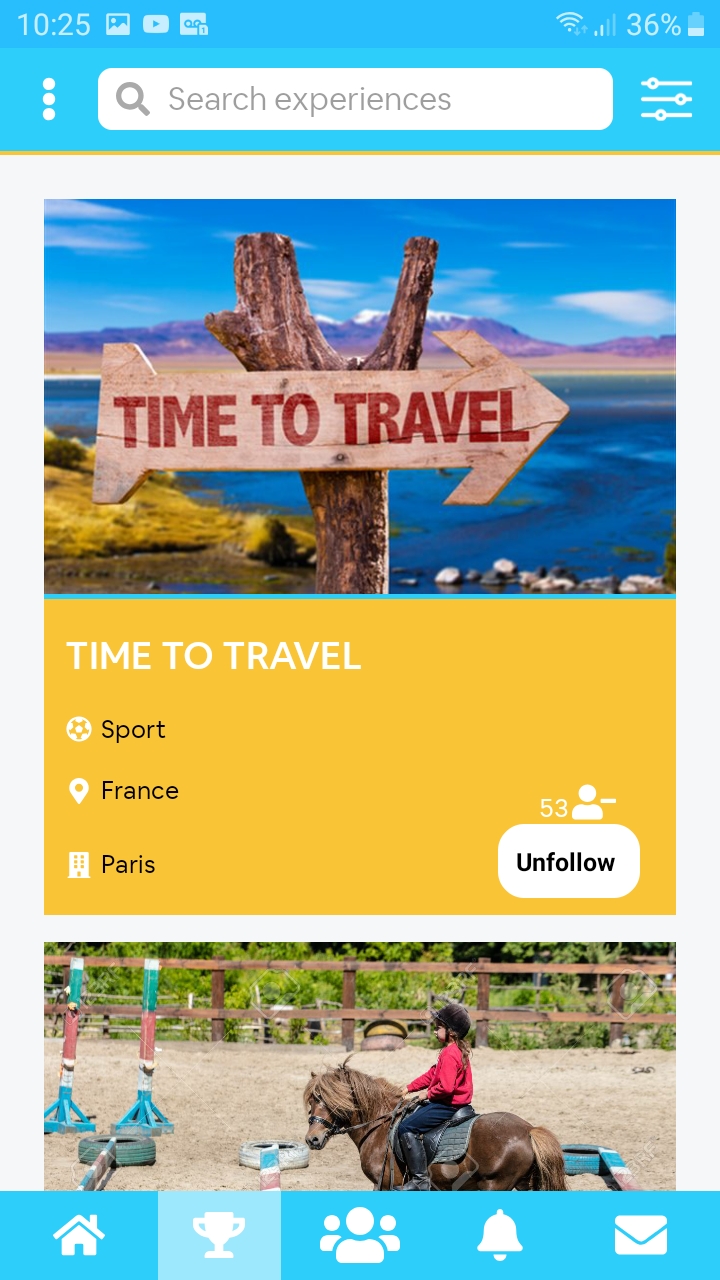 10:25
36%
Search experiences
TIME TO TRAVEL
TIME TO TRAVEL
Sport
France
53
Paris
Unfollow